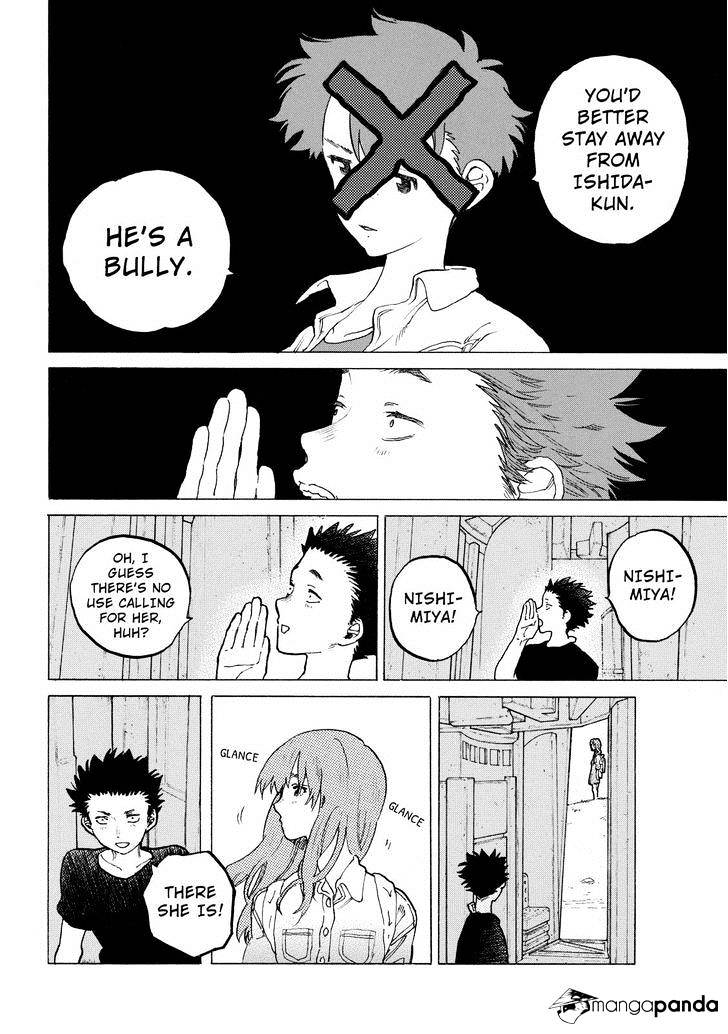 YOU'D
BETTER
STAY AWAY
FROM
ISHIDA-
KUN.
HE'S A
BULLY.
NISHI-
MIYA!
NISHI-
MIYA!
OH, I
GUESS
THERE'S NO
USE CALLING
FOR HER,
HUH?
GLANCE
GLANCE
THERE
SHE IS!
mangapanda